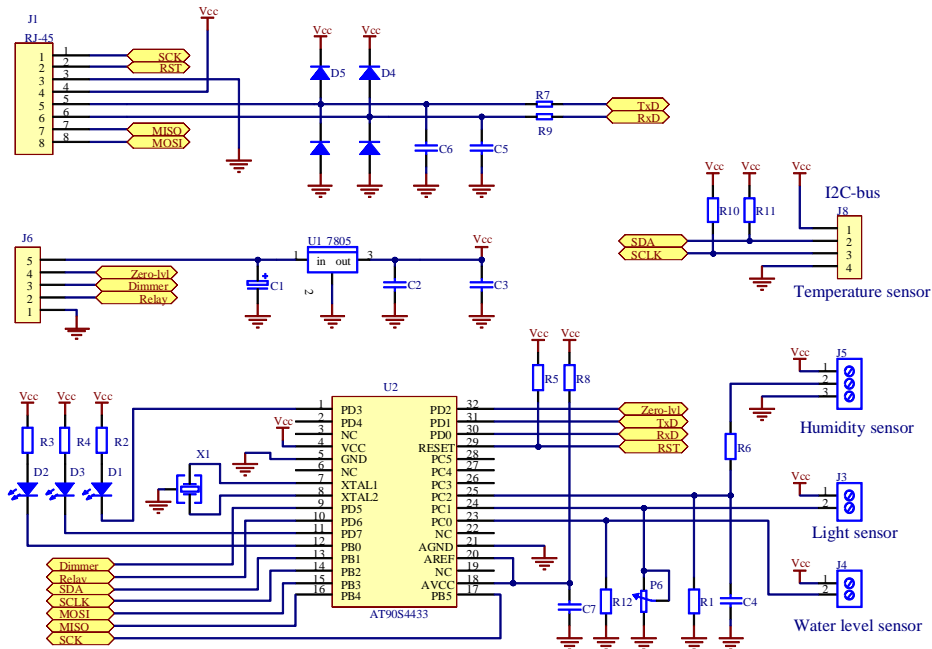 J1
RJ-45
Vcc
1 1 SCK
2 2 RST
3 3
4 4
5 5
6 6
7 7 MISO
8 8 MOSI
Vcc Vcc
D5 D4
C6 C5
R7 TxD
R9 RxD
J6
5
4 Zero-lvl
3 Dimmer
2 Relay
1
U1 7805
1 in out 3
2
C1 C2 C3
Vcc
Vcc Vcc Vcc
R10 R11
I2C-bus
J8
1
SDA 2
SCLK 3
4
Temperature sensor
Vcc Vcc Vcc
R3 R4 R2
D2 D3 D1
X1
Vcc
U2
1 PD3 PD2 32
2 PD4 PD1 31
3 NC PD0 30
4 VCC RESET 29
5 GND PC5 28
6 NC PC4 27
7 XTAL1 PC3 26
8 XTAL2 PC2 25
9 PD5 PC1 24
10 PD6 PC0 23
11 PD7 NC 22
12 PB0 AGND 21
13 PB1 AREF 20
14 PB2 NC 19
15 PB3 AVCC 18
16 PB4 PB5 17
AT90S4433
Dimmer
Relay
SDA
SCLK
MOSI
MISO
SCK
Vcc Vcc
R5 R8
Zero-lvl
TxD
RxD
RST
R6
C7 R12 P6 R1 C4
Vcc J5
1
2
3
Humidity sensor
Vcc J3
1
2
Light sensor
Vcc J4
1
2
Water level sensor